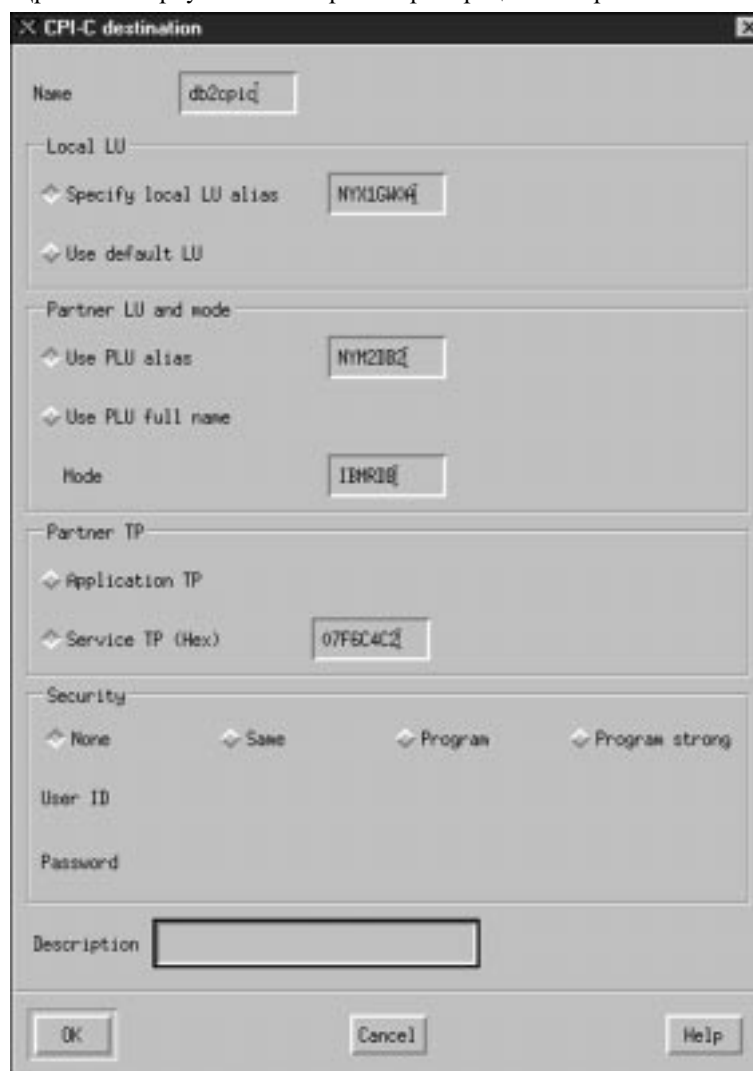 CPI-C destination
Name db2cpic
Local LU
Specify local LU alias NYX1GW0A
Use default LU
Partner LU and mode
Use PLU alias NYM2DB2
Use PLU full name
Mode IBMRDB
Partner TP
Application TP
Service TP (Hex) 07F6C4C2
Security
None Same Program Program strong
User ID
Password
Description
OK Cancel Help